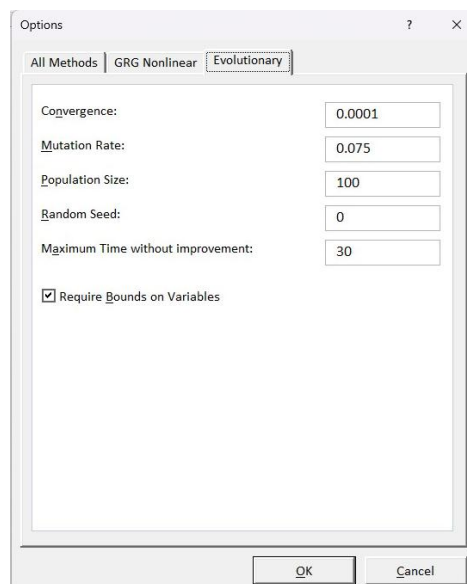 Options ? ×
All Methods GRG Nonlinear Evolutionary
Convergence: 0.0001
Mutation Rate: 0.075
Population Size: 100
Random Seed: 0
Maximum Time without improvement: 30
Require Bounds on Variables
OK Cancel